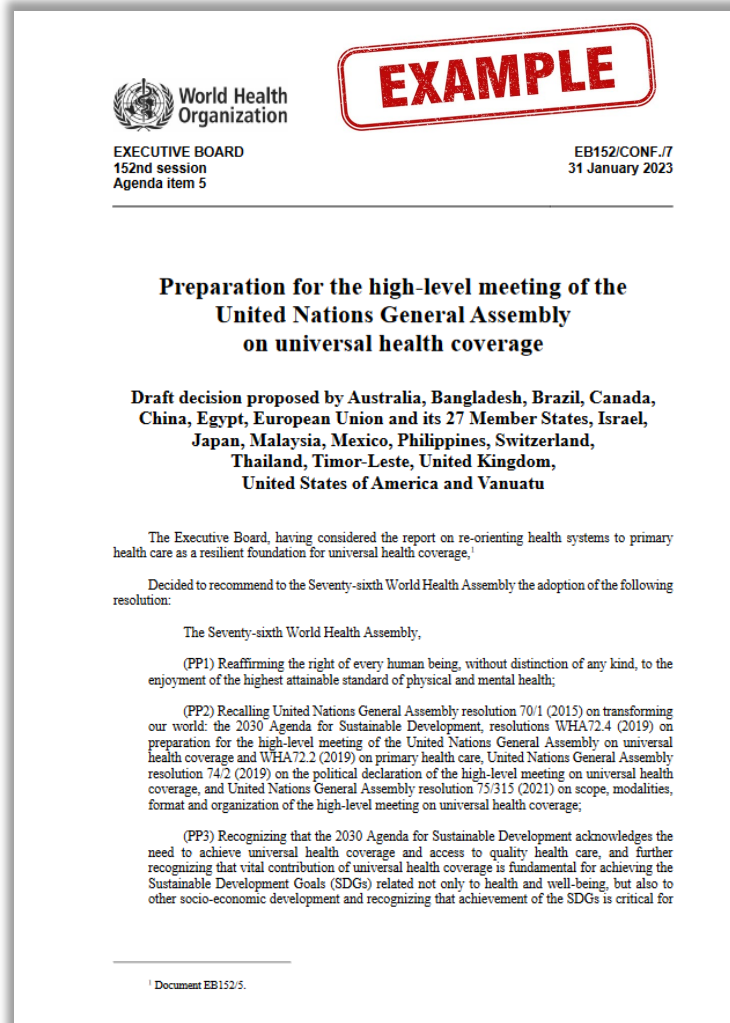 EXAMPLE
World Health
Organization
EXECUTIVE BOARD
152nd session
Agenda item 5
EB152/CONF./7
31 January 2023
Preparation for the high-level meeting of the
United Nations General Assembly
on universal health coverage
Draft decision proposed by Australia, Bangladesh, Brazil, Canada,
China, Egypt, European Union and its 27 Member States, Israel,
Japan, Malaysia, Mexico, Philippines, Switzerland,
Thailand, Timor-Leste, United Kingdom,
United States of America and Vanuatu
The Executive Board, having considered the report on re-orienting health systems to primary
health care as a resilient foundation for universal health coverage,¹
Decided to recommend to the Seventy-sixth World Health Assembly the adoption of the following
resolution:
The Seventy-sixth World Health Assembly,
(PP1) Reaffirming the right of every human being, without distinction of any kind, to the
enjoyment of the highest attainable standard of physical and mental health;
(PP2) Recalling United Nations General Assembly resolution 70/1 (2015) on transforming
our world: the 2030 Agenda for Sustainable Development, resolutions WHA72.4 (2019) on
preparation for the high-level meeting of the United Nations General Assembly on universal
health coverage and WHA72.2 (2019) on primary health care, United Nations General Assembly
resolution 74/2 (2019) on the political declaration of the high-level meeting on universal health
coverage, and United Nations General Assembly resolution 75/315 (2021) on scope, modalities,
format and organization of the high-level meeting on universal health coverage;
(PP3) Recognizing that the 2030 Agenda for Sustainable Development acknowledges the
need to achieve universal health coverage and access to quality health care, and further
recognizing that vital contribution of universal health coverage is fundamental for achieving the
Sustainable Development Goals (SDGs) related not only to health and well-being, but also to
other socio-economic development and recognizing that achievement of the SDGs is critical for
¹ Document EB152/5.